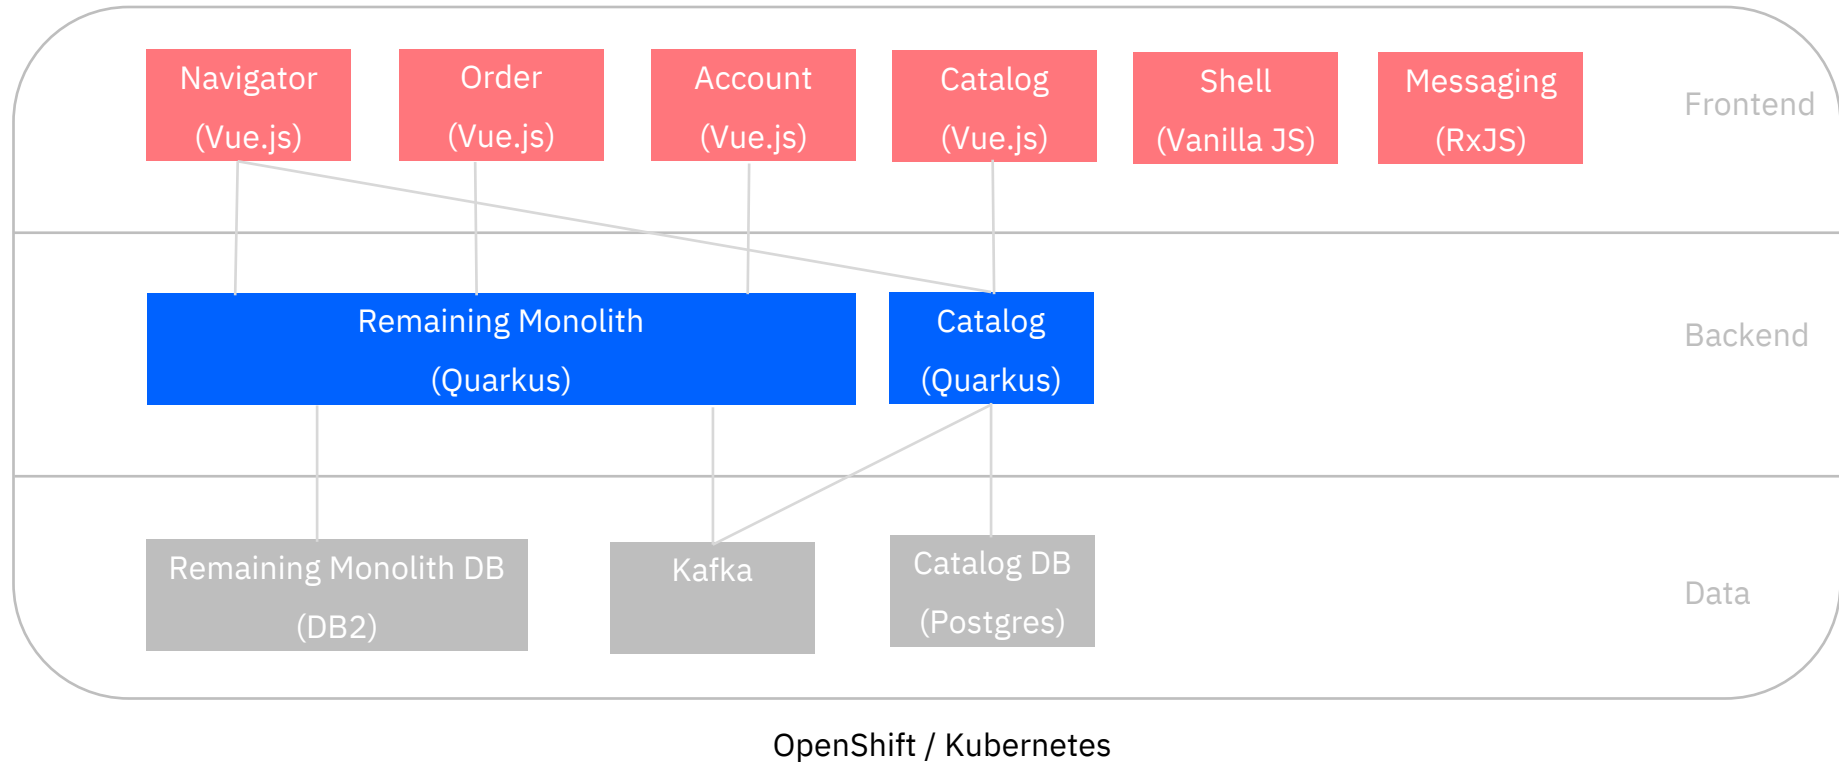 Navigator
(Vue.js)
Order
(Vue.js)
Account
(Vue.js)
Catalog
(Vue.js)
Shell
(Vanilla JS)
Messaging
(RxJS)
Frontend
Remaining Monolith
(Quarkus)
Catalog
(Quarkus)
Backend
Remaining Monolith DB
(DB2)
Kafka
Catalog DB
(Postgres)
Data
OpenShift / Kubernetes